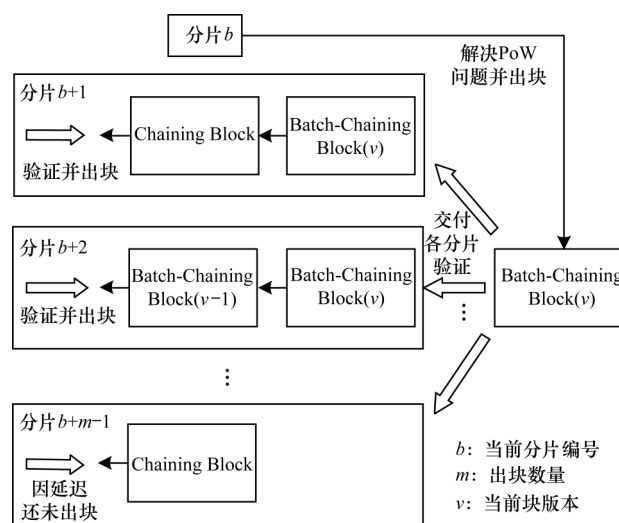 分片b
解决PoW
问题并出块
分片b+1
Chaining Block
Batch-Chaining
Block(v)
验证并出块
分片b+2
Batch-Chaining
Block(v−1)
Batch-Chaining
Block(v)
验证并出块
交付
各分片
验证
⋮
Batch-Chaining
Block(v)
⋮
分片b+m−1
Chaining Block
因延迟
还未出块
b：当前分片编号
m：出块数量
v：当前块版本